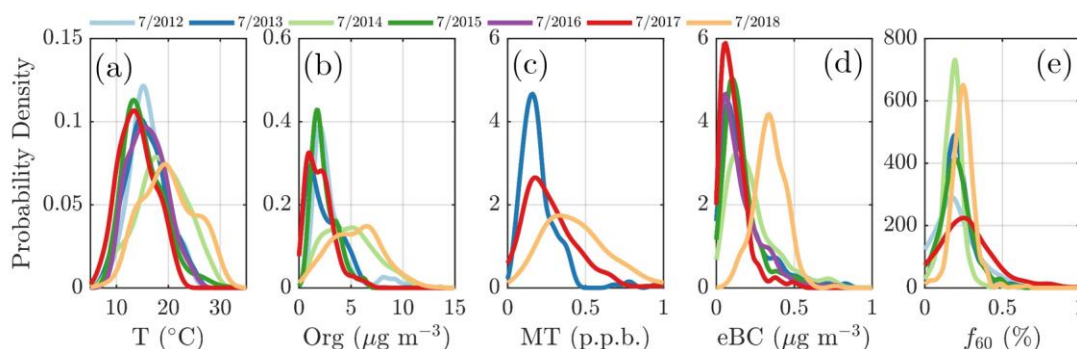 7/2012 7/2013 7/2014 7/2015 7/2016 7/2017 7/2018
Probability Density
(a) (b) (c) (d) (e)
0.15 0.6 6 6 800
0.1 0.4 4 4 600
400
0.05 0.2 2 2 200
0 0 0 0 0
10 20 30 0 5 10 15 0 0.5 1 0 0.5 1 0 0.5 1
T (°C) Org (μg m⁻³) MT (p.p.b.) eBC (μg m⁻³) f₆₀ (%)